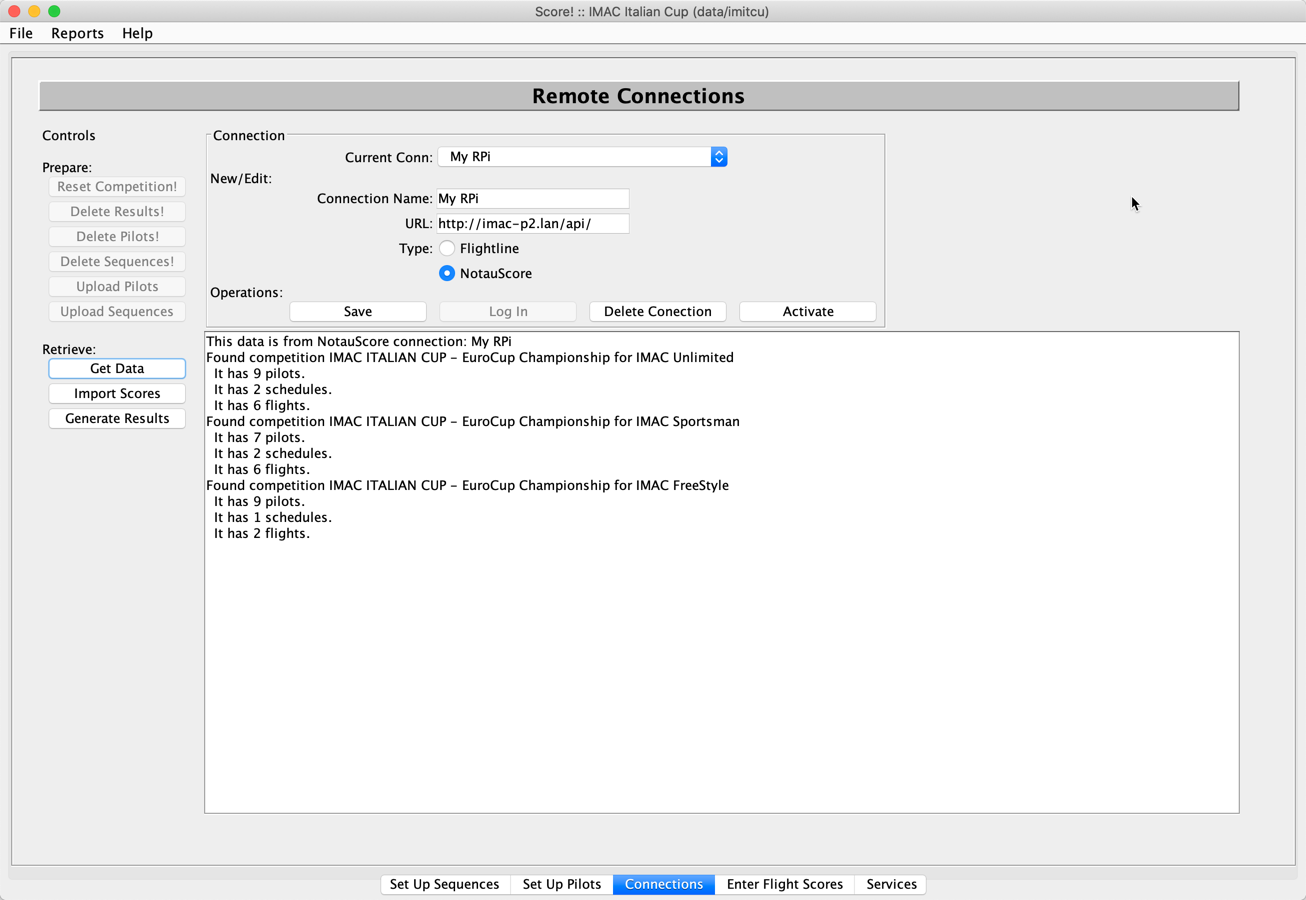 Score! :: IMAC Italian Cup (data/imitcu)
File Reports Help
Remote Connections
Controls
Prepare:
Reset Competition!
Delete Results!
Delete Pilots!
Delete Sequences!
Upload Pilots
Upload Sequences
Retrieve:
Get Data
Import Scores
Generate Results
Connection
Current Conn: My RPi
New/Edit:
Connection Name: My RPi
URL: http://imac-p2.lan/api/
Type: Flightline
NotauScore
Operations:
Save Log In Delete Conection Activate
This data is from NotauScore connection: My RPi
Found competition IMAC ITALIAN CUP – EuroCup Championship for IMAC Unlimited
It has 9 pilots.
It has 2 schedules.
It has 6 flights.
Found competition IMAC ITALIAN CUP – EuroCup Championship for IMAC Sportsman
It has 7 pilots.
It has 2 schedules.
It has 6 flights.
Found competition IMAC ITALIAN CUP – EuroCup Championship for IMAC FreeStyle
It has 9 pilots.
It has 1 schedules.
It has 2 flights.
Set Up Sequences Set Up Pilots Connections Enter Flight Scores Services